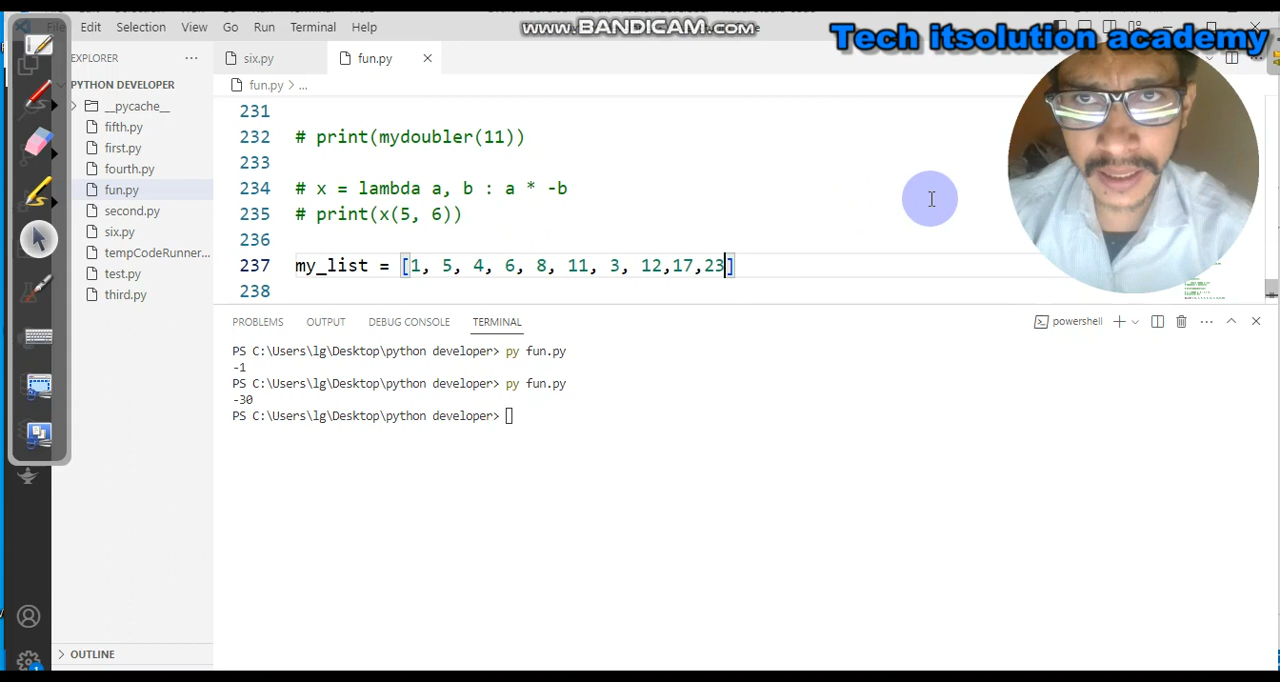 File Edit Selection View Go Run Terminal Help
WWW.BANDICAM.COM
Tech itsolution academy
EXPLORER
PYTHON DEVELOPER
__pycache__
fifth.py
first.py
fourth.py
fun.py
second.py
six.py
tempCodeRunner...
test.py
third.py
OUTLINE
six.py fun.py
fun.py > ...
231
232 # print(mydoubler(11))
233
234 # x = lambda a, b : a * -b
235 # print(x(5, 6))
236
237 my_list = [1, 5, 4, 6, 8, 11, 3, 12,17,23]
238
PROBLEMS OUTPUT DEBUG CONSOLE TERMINAL
powershell
PS C:\Users\lg\Desktop\python developer> py fun.py
-1
PS C:\Users\lg\Desktop\python developer> py fun.py
-30
PS C:\Users\lg\Desktop\python developer>